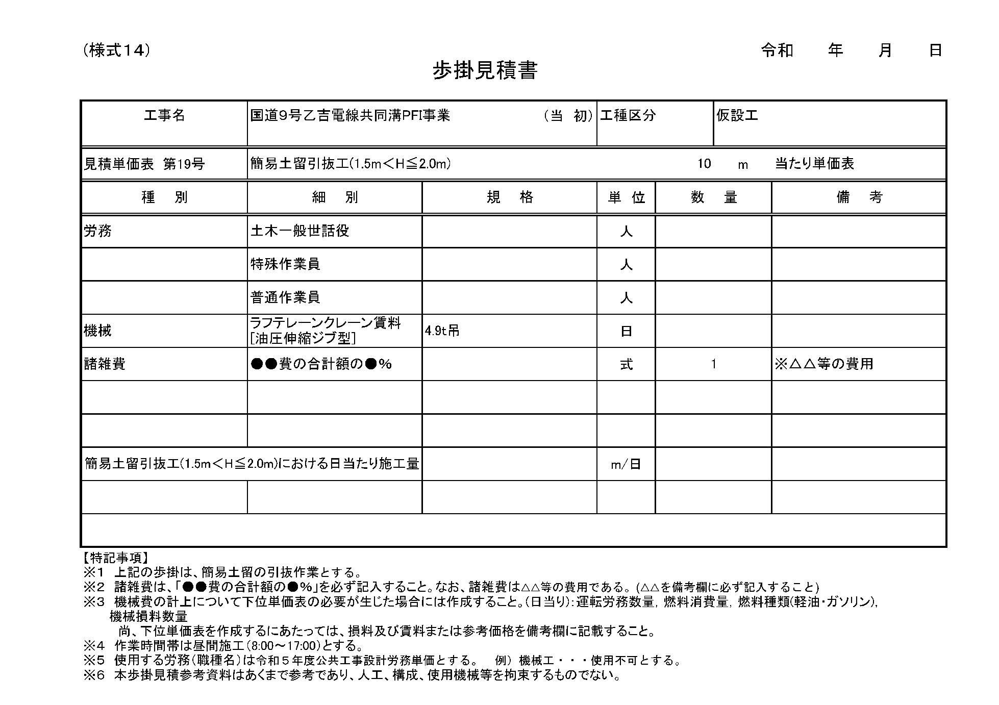 (様式14)
令和　　年　　月　　日
歩掛見積書
工事名　国道9号乙吉電線共同溝PFI事業　（当　初）　工種区分　仮設工
見積単価表　第19号　簡易土留引抜工(1.5m＜H≦2.0m)　10　m　当たり単価表
種　別　細　別　規　格　単　位　数　量　備　考
労務　土木一般世話役　人
特殊作業員　人
普通作業員　人
機械　ラフテレーンクレーン賃料
[油圧伸縮ジブ型]　4.9t吊　日
諸雑費　●●費の合計額の●％　式　1　※△△等の費用
簡易土留引抜工(1.5m＜H≦2.0m)における日当たり施工量　m/日
【特記事項】
※1　上記の歩掛は、簡易土留の引抜作業とする。
※2　諸雑費は、「●●費の合計額の●％」を必ず記入すること。なお、諸雑費は△△等の費用である。(△△を備考欄に必ず記入すること)
※3　機械費の計上について下位単価表の必要が生じた場合には作成すること。（日当り）：運転労務数量，燃料消費量，燃料種類(軽油・ガソリン)，
機械損料数量
尚、下位単価表を作成するにあたっては、損料及び賃料または参考価格を備考欄に記載すること。
※4　作業時間帯は昼間施工（8:00～17:00）とする。
※5　使用する労務（職種名）は令和５年度公共工事設計労務単価とする。　例）機械工・・・使用不可とする。
※6　本歩掛見積参考資料はあくまで参考であり、人工、構成、使用機械等を拘束するものでない。